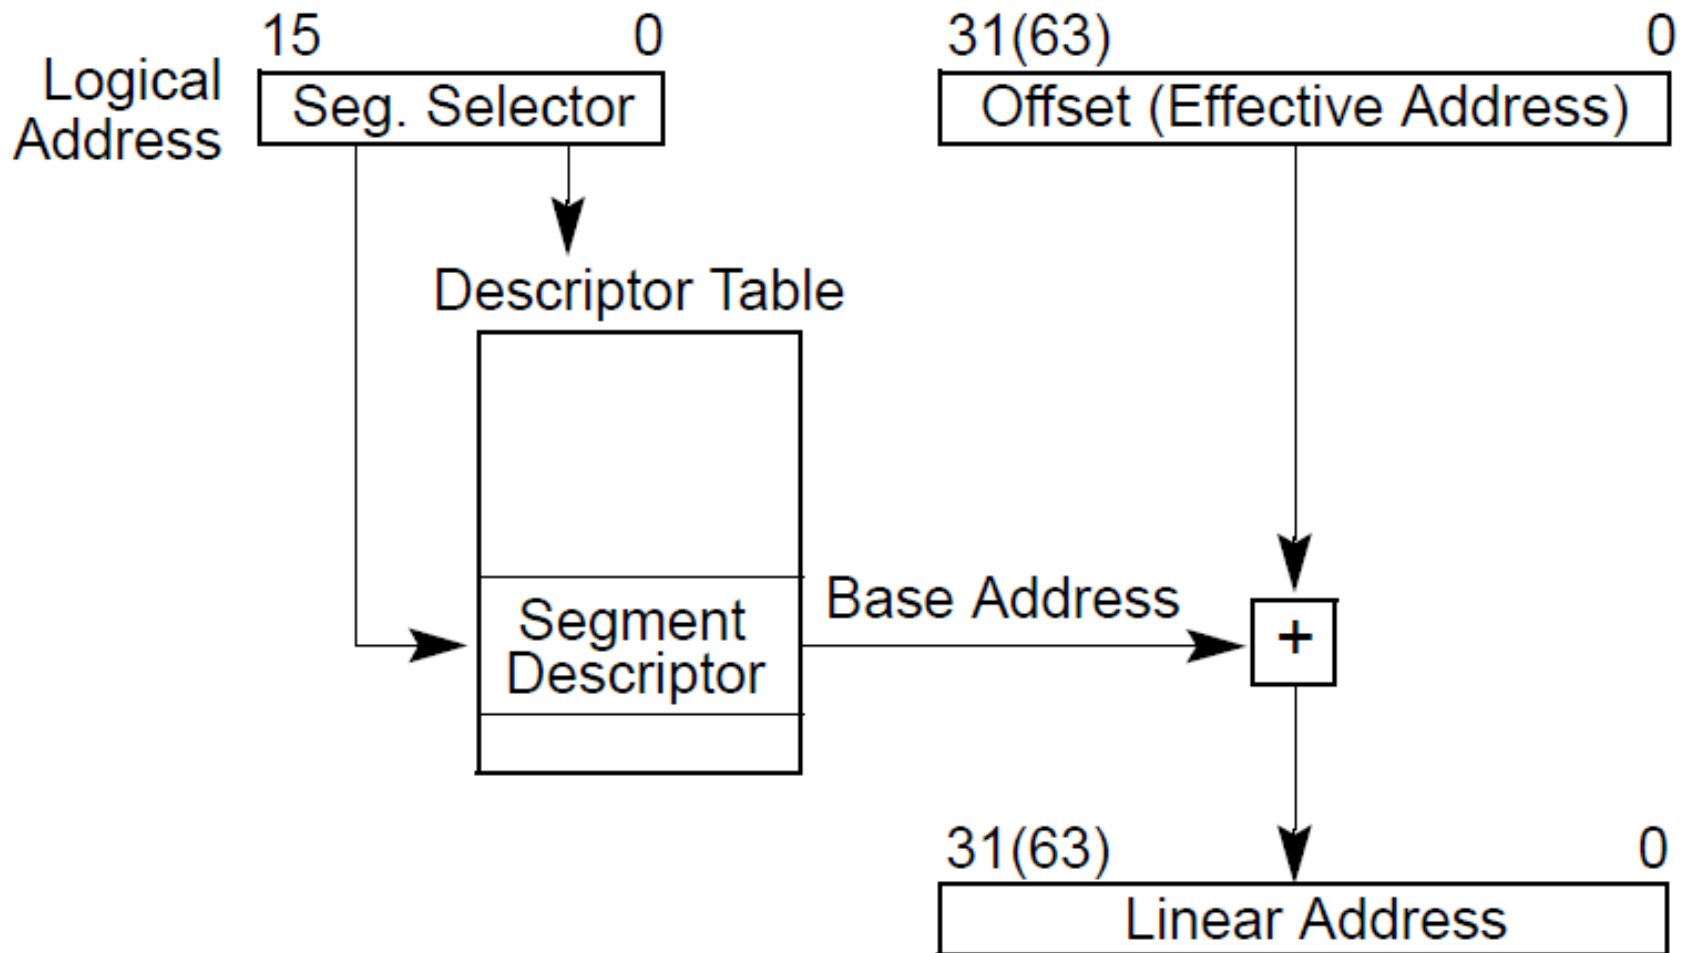 15 0 31(63) 0
Logical
Address
Seg. Selector Offset (Effective Address)
Descriptor Table
Base Address
Segment
Descriptor
+
31(63) 0
Linear Address